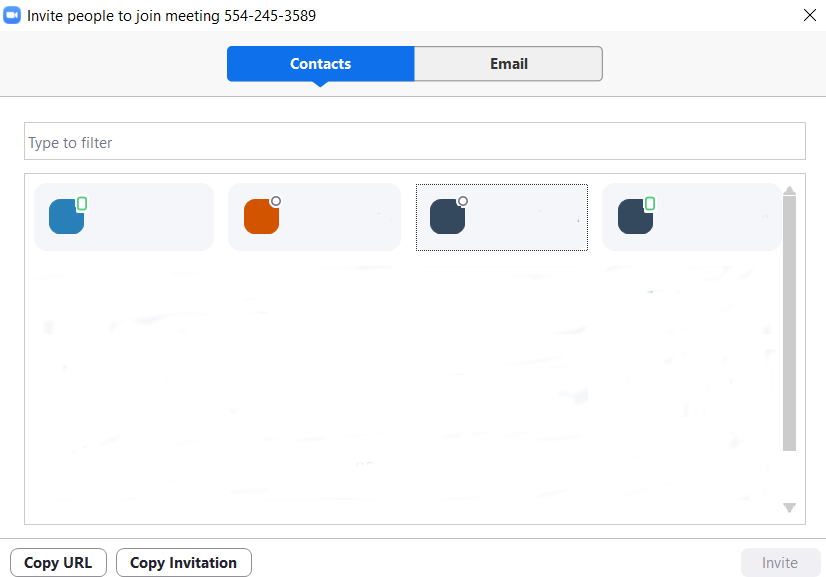 Invite people to join meeting 554-245-3589
Contacts
Email
Type to filter
Copy URL
Copy Invitation
Invite